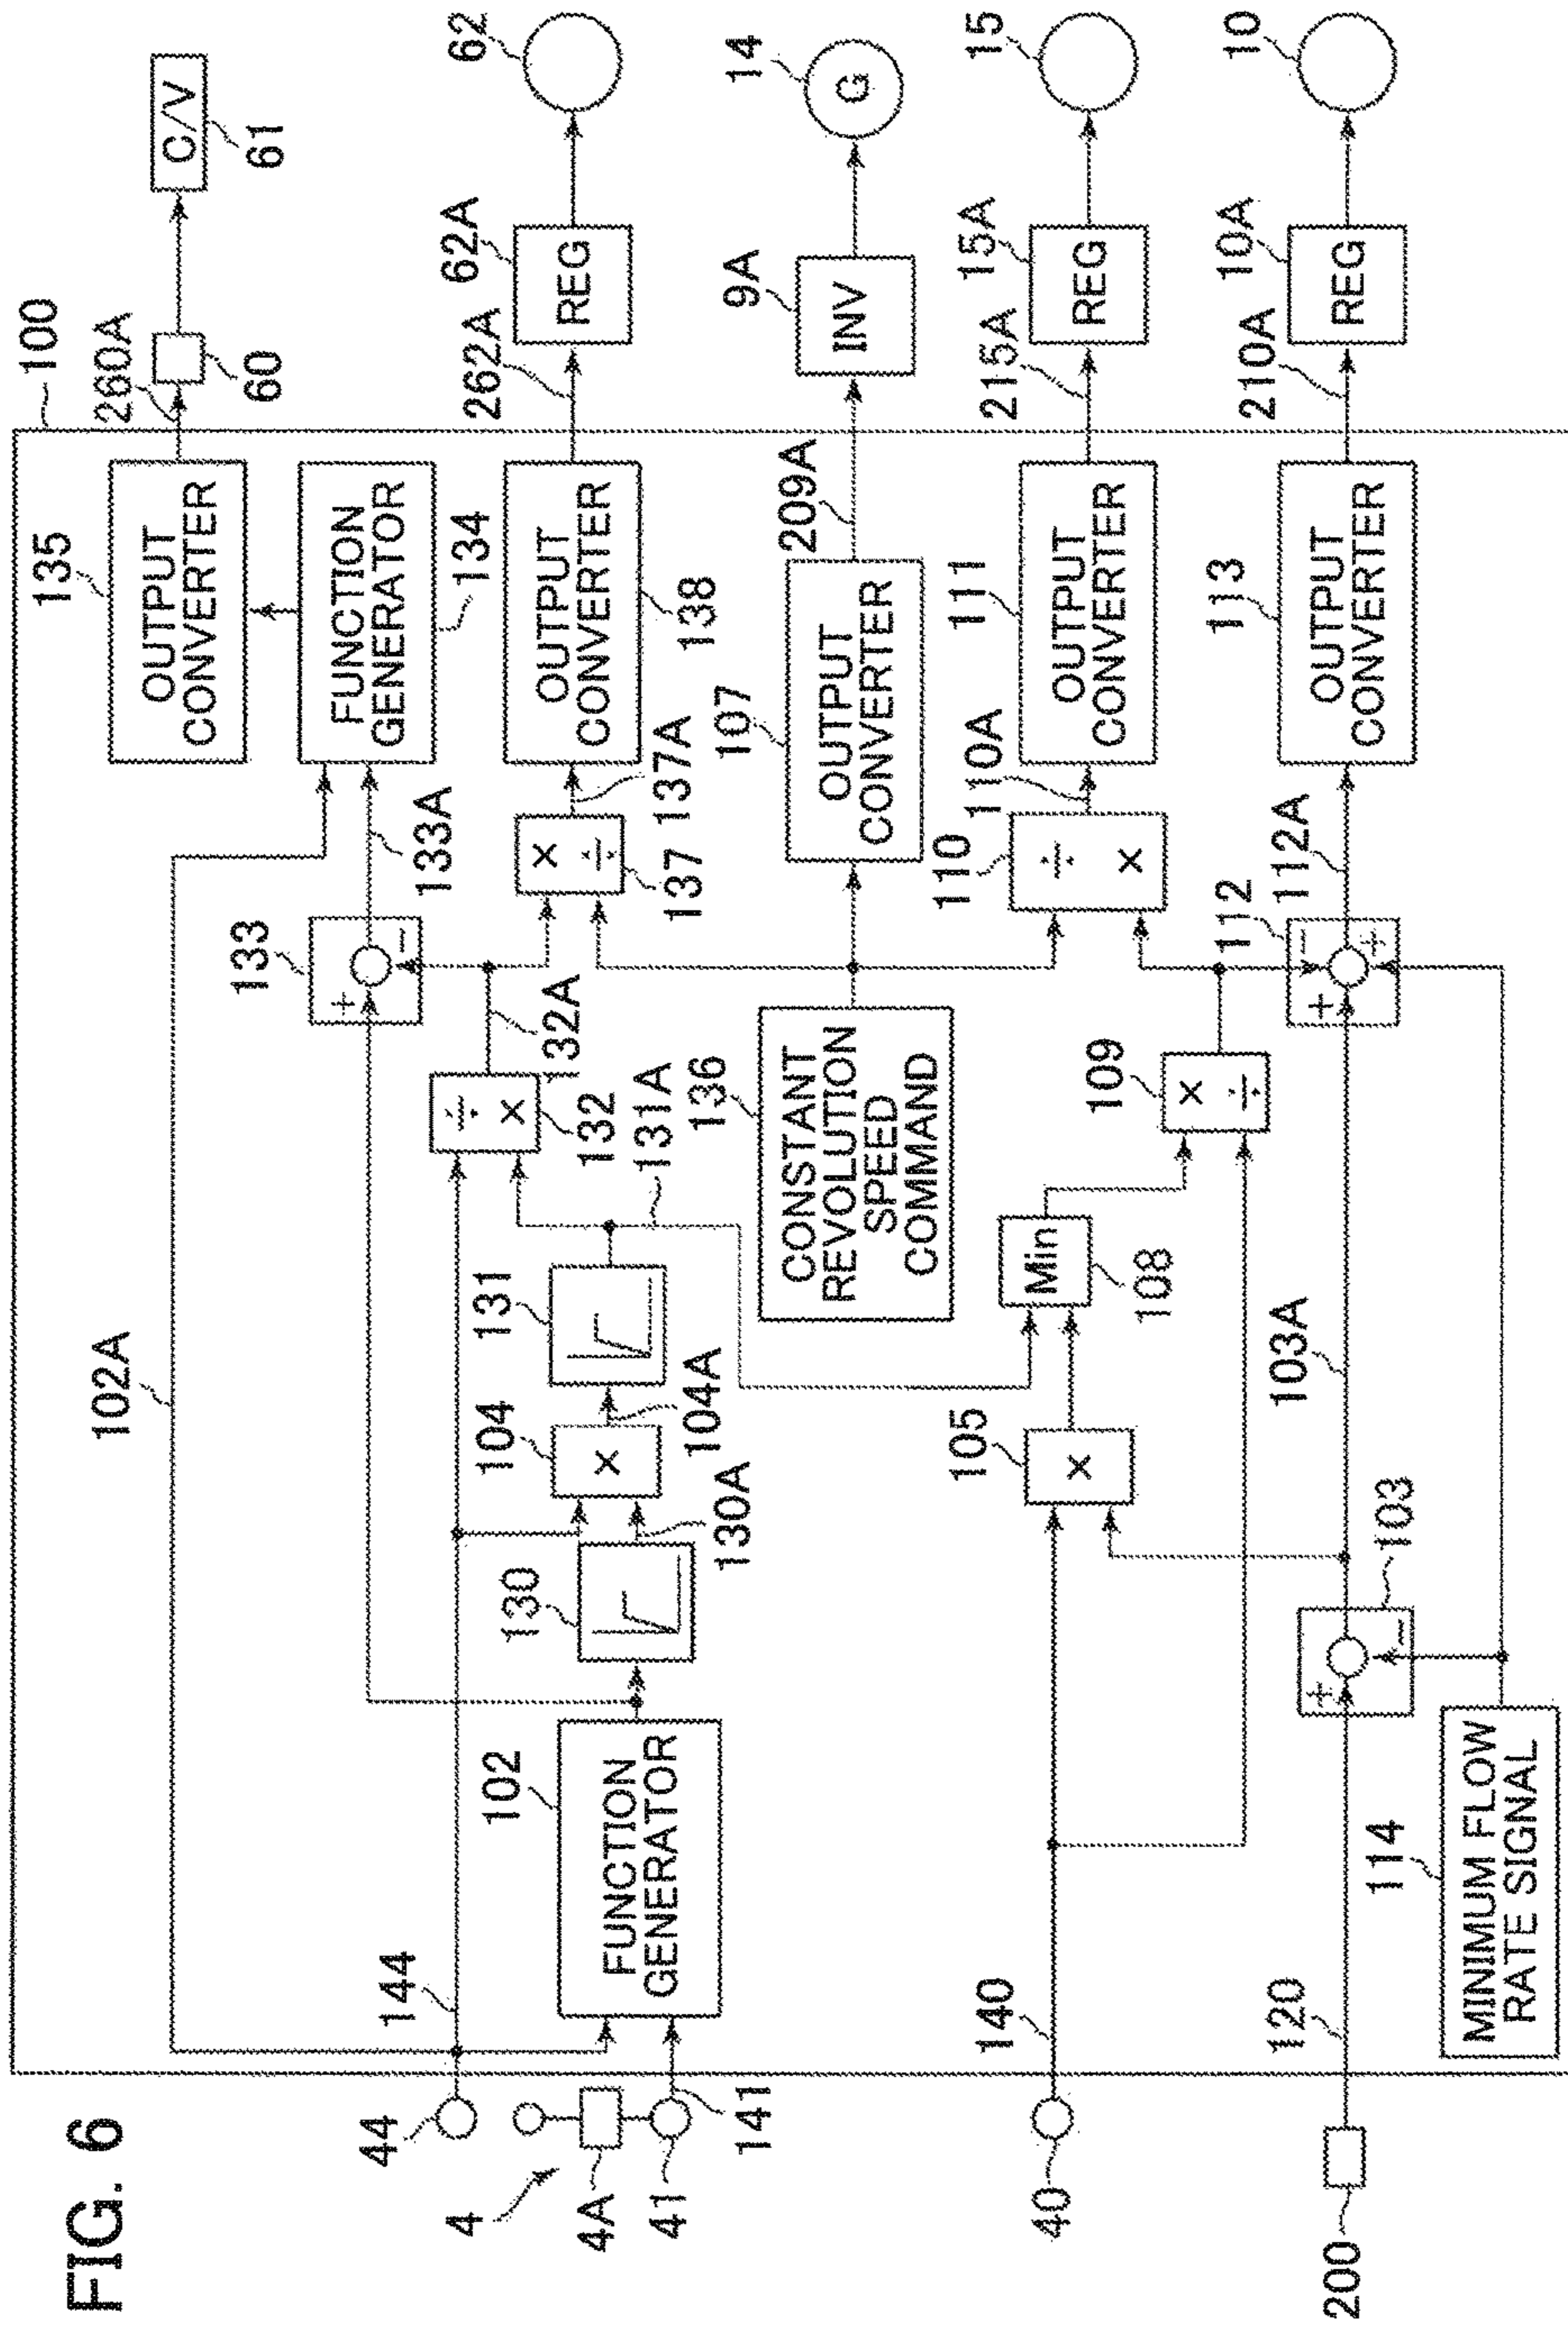 FIG. 6
100
135
OUTPUT
CONVERTER
260A
60
C/V
61
102A
FUNCTION
GENERATOR
134
133
+
−
133A
144
44
÷
×
132
32A
×
÷
137
137A
OUTPUT
CONVERTER
138
262A
62A
REG
62
4
4A
41
141
102
FUNCTION
GENERATOR
130
130A
104
×
104A
131
131A
136
CONSTANT
REVOLUTION
SPEED
COMMAND
107
OUTPUT
CONVERTER
209A
9A
INV
14
G
40
140
105
×
Min
108
109
×
÷
110
÷
×
110A
111
OUTPUT
CONVERTER
215A
15A
REG
15
200
120
103
+
−
103A
112
−
+
+
112A
113
OUTPUT
CONVERTER
210A
10A
REG
10
114
MINIMUM FLOW
RATE SIGNAL